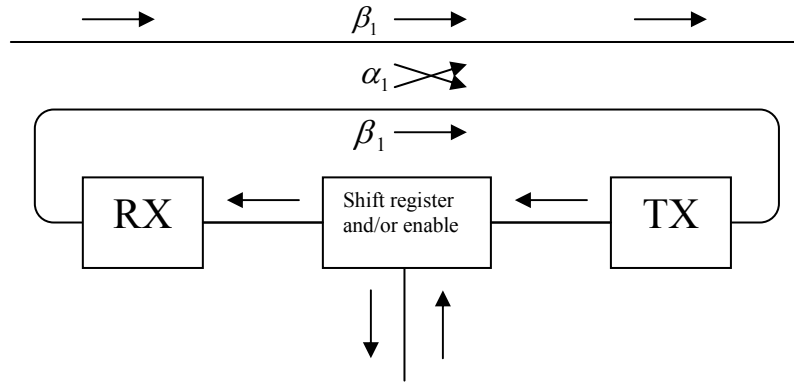 β₁
α₁
β₁
RX
Shift register
and/or enable
TX